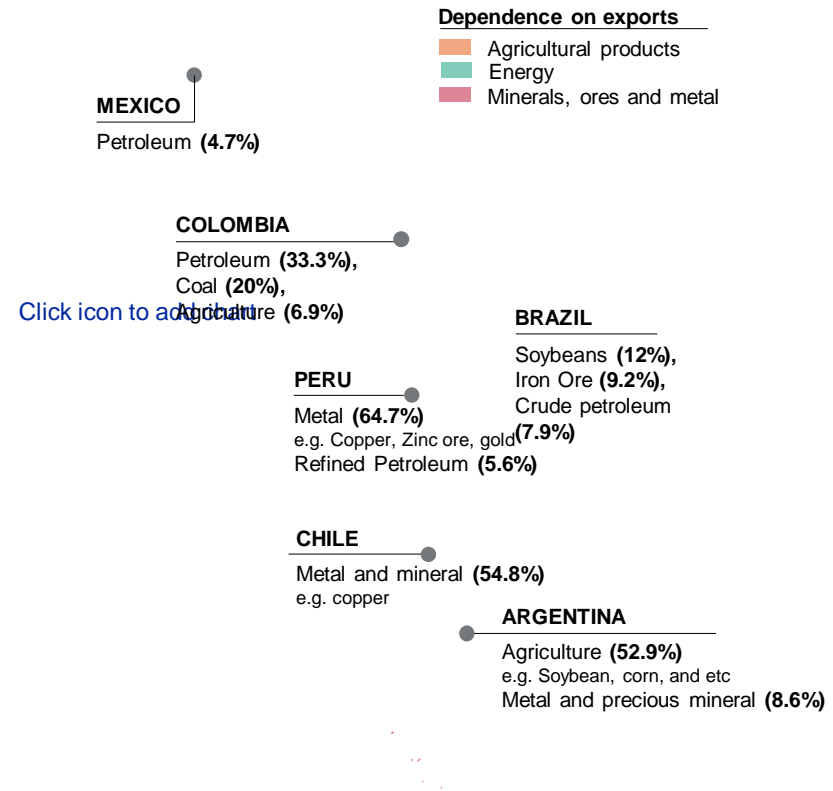 Dependence on exports
Agricultural products
Energy
Minerals, ores and metal
MEXICO
Petroleum (4.7%)
COLOMBIA
Petroleum (33.3%),
Coal (20%),
Agriculture (6.9%)
Click icon to add chart
BRAZIL
Soybeans (12%),
Iron Ore (9.2%),
Crude petroleum
(7.9%)
PERU
Metal (64.7%)
e.g. Copper, Zinc ore, gold
Refined Petroleum (5.6%)
CHILE
Metal and mineral (54.8%)
e.g. copper
ARGENTINA
Agriculture (52.9%)
e.g. Soybean, corn, and etc
Metal and precious mineral (8.6%)